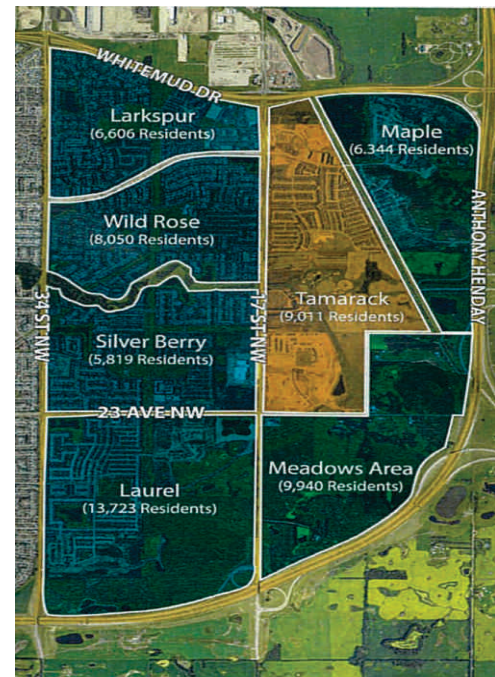 WHITEMUD DR
Larkspur
(6,606 Residents)
Maple
(6.344 Residents)
Wild Rose
(8,050 Residents)
ANTHONY HENDAY
34 ST NW
17 ST NW
Tamarack
(9,011 Residents)
Silver Berry
(5,819 Residents)
23 AVE NW
Laurel
(13,723 Residents)
Meadows Area
(9,940 Residents)